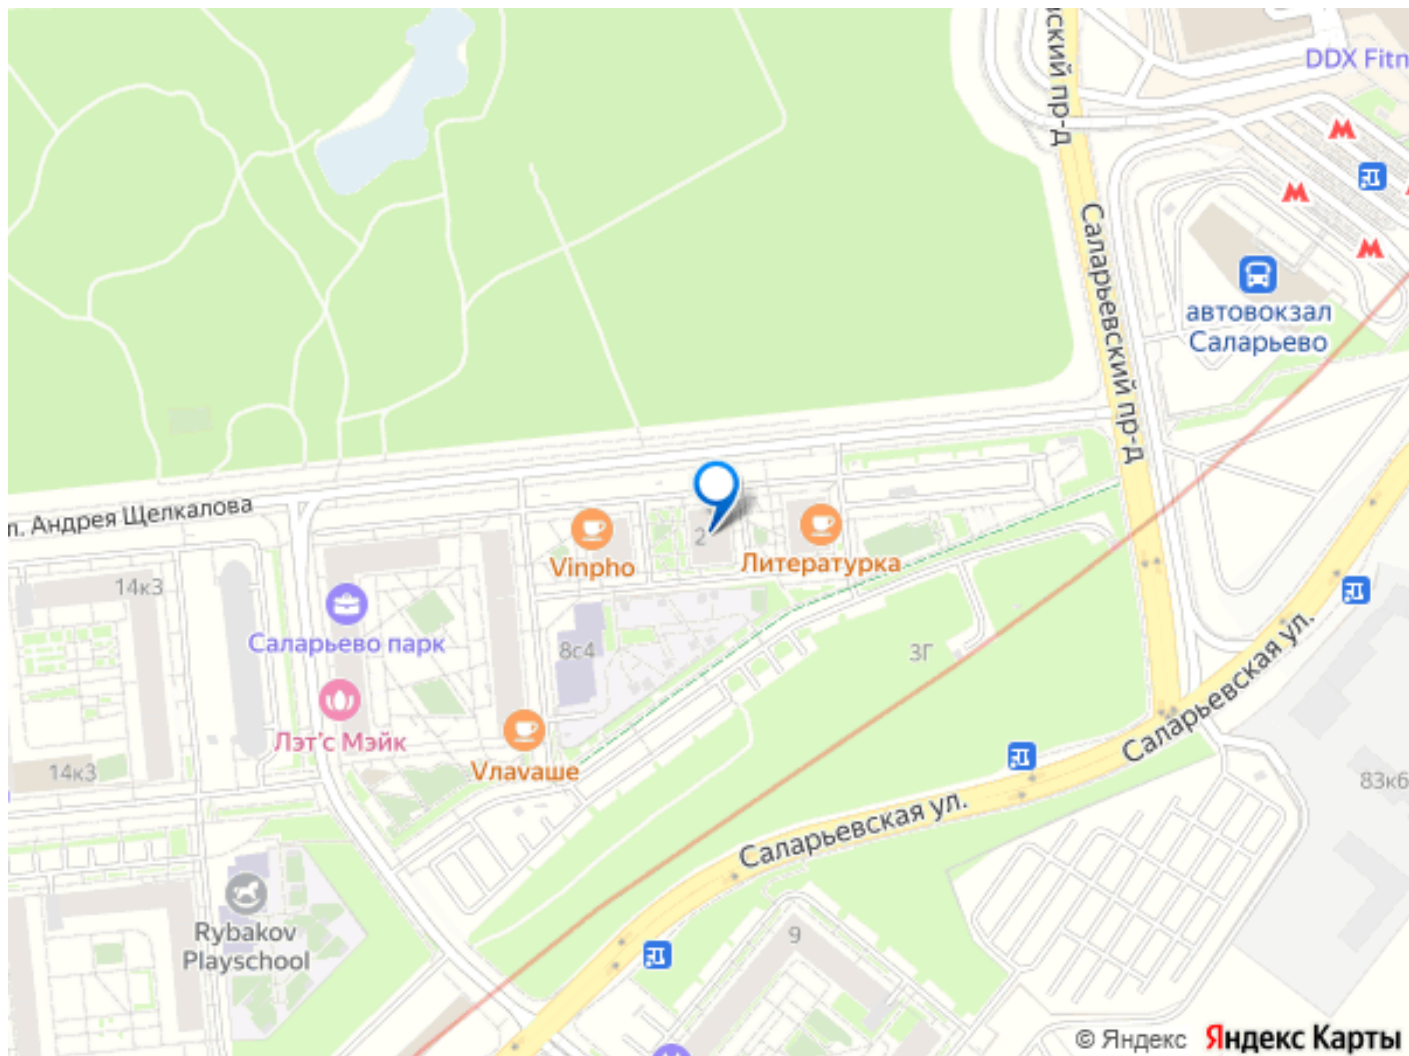 DDX Fitn
вский пр-д
Саларьевский пр-д
автовокзал
Саларьево
л. Андрея Щелкалова
Vinpho
2
Литературка
14к3
Саларьево парк
8с4
3Г
Саларьевская ул.
Лэт'с Мэйк
Vлаvаше
14к3
83к6
Саларьевская ул.
Rybakov
Playschool
9
© Яндекс Яндекс Карты